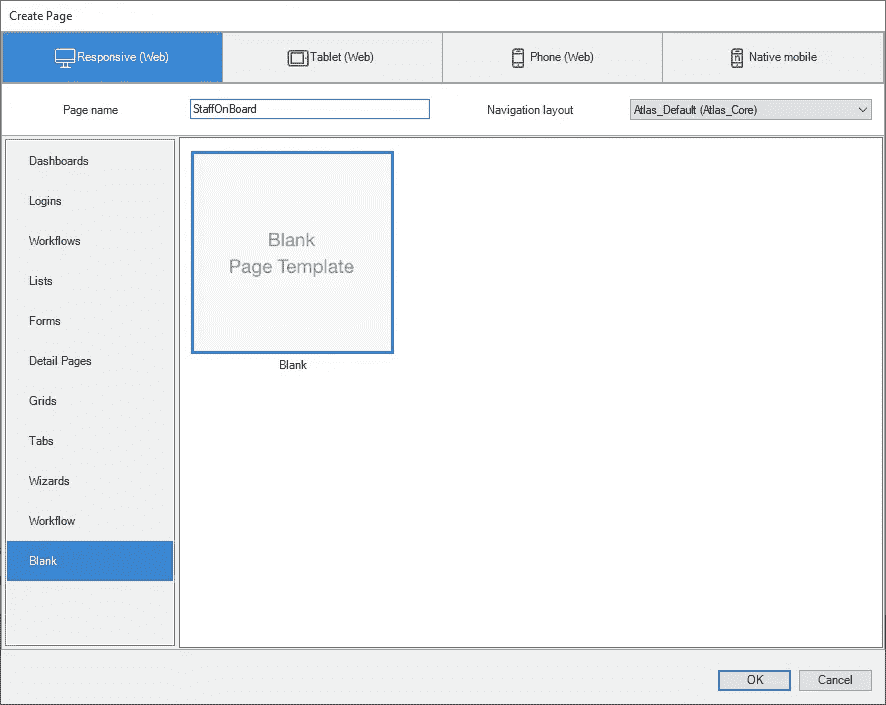 Create Page
Responsive (Web)
Tablet (Web)
Phone (Web)
Native mobile
Page name
StaffOnBoard
Navigation layout
Atlas_Default (Atlas_Core)
Dashboards
Logins
Workflows
Lists
Forms
Detail Pages
Grids
Tabs
Wizards
Workflow
Blank
Blank
Page Template
Blank
OK
Cancel